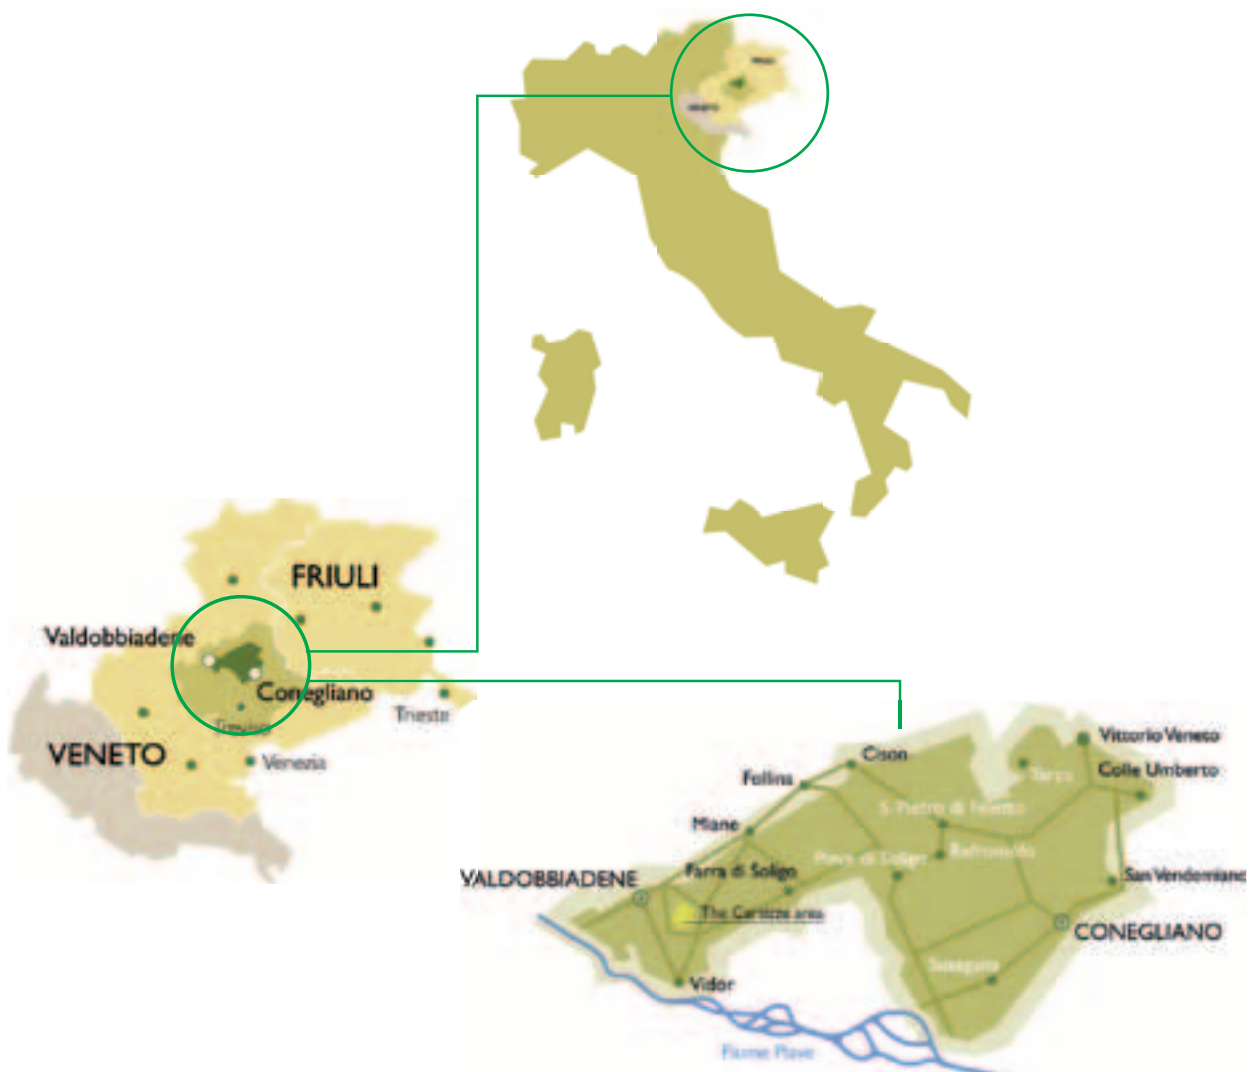 FRIULI
Valdobbiadene
Conegliano
Treviso
Trieste
VENETO
Venezia
Cison
Vittorio Veneto
Follina
Tarzo
Colle Umberto
S. Pietro di Feletto
Miane
Refrontolo
Pieve di Soligo
Farra di Soligo
VALDOBBIADENE
San Vendemiano
The Cartizze area
CONEGLIANO
Susegana
Vidor
Fiume Piave